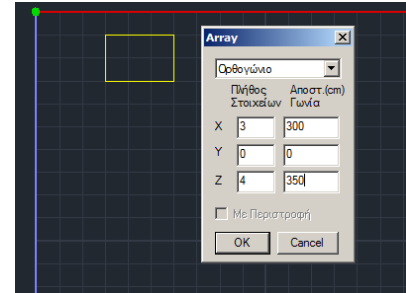 Array
Ορθογώνιο
Πλήθος Αποστ.(cm)
Στοιχείων Γωνία
X 3 300
Y 0 0
Z 4 350
Με Περιστροφή
OK Cancel